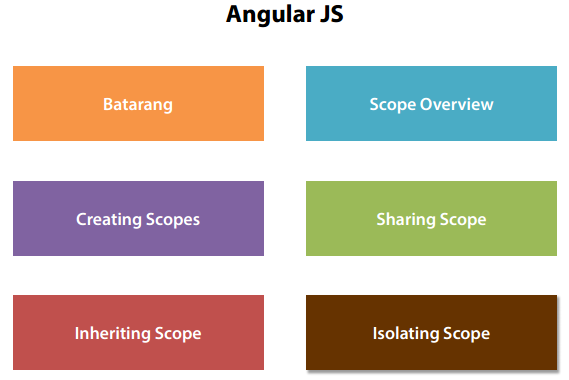 Angular JS
Batarang
Scope Overview
Creating Scopes
Sharing Scope
Inheriting Scope
Isolating Scope